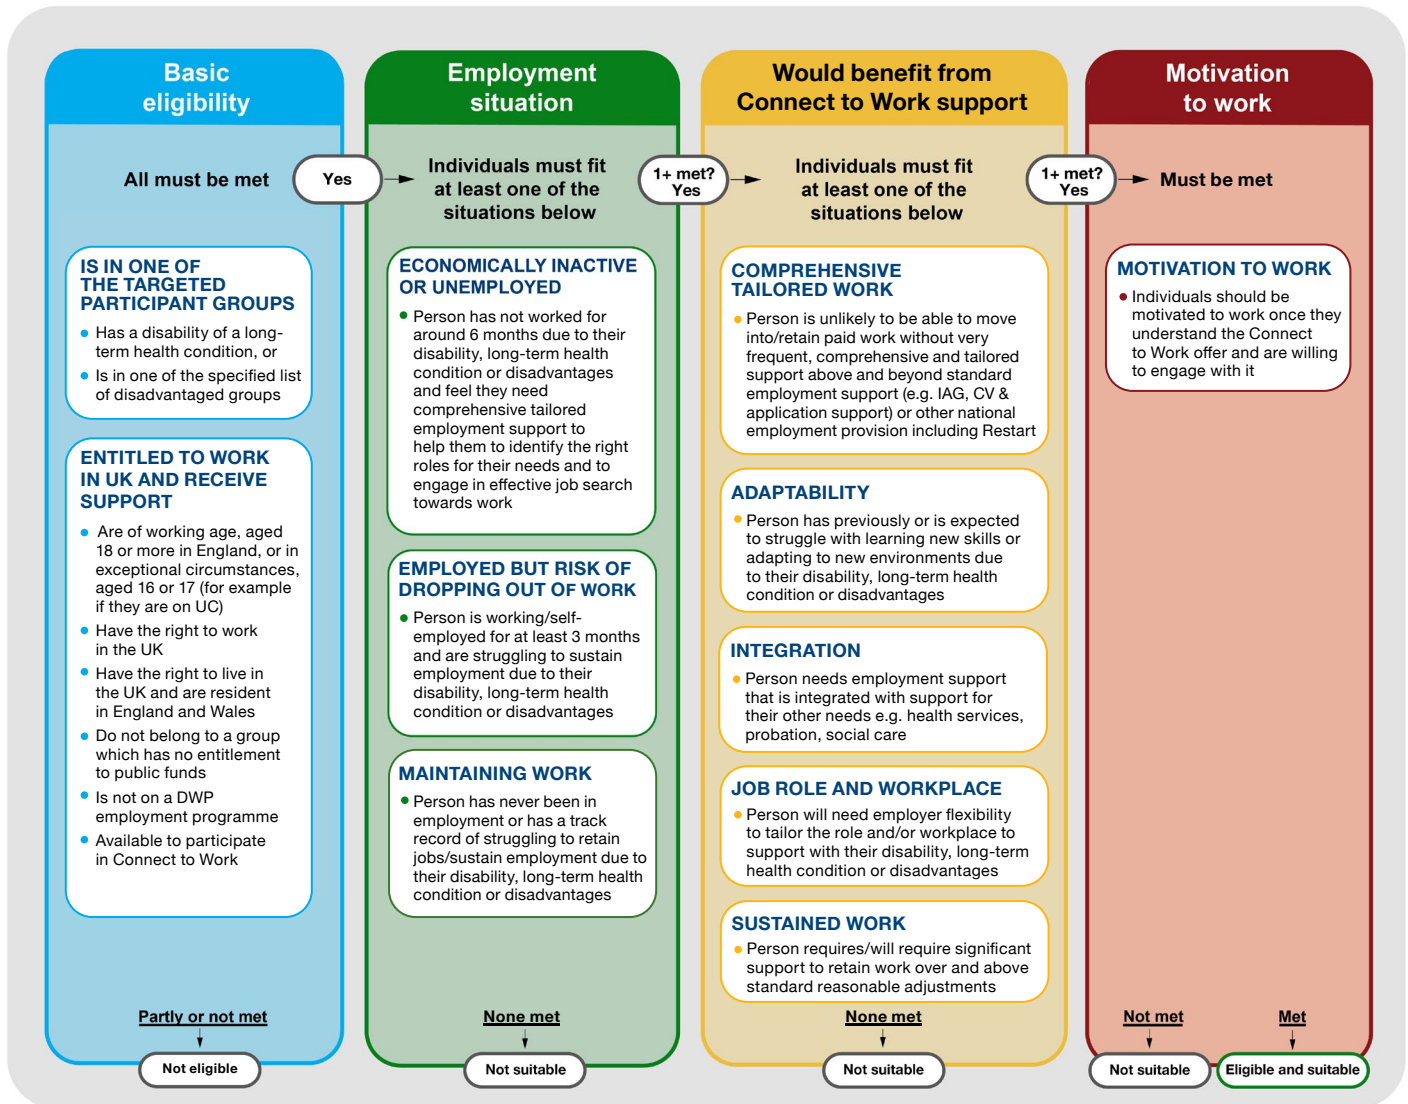 Basic
eligibility
All must be met
Yes
IS IN ONE OF
THE TARGETED
PARTICIPANT GROUPS
Has a disability of a long-
term health condition, or
Is in one of the specified list
of disadvantaged groups
ENTITLED TO WORK
IN UK AND RECEIVE
SUPPORT
Are of working age, aged
18 or more in England, or in
exceptional circumstances,
aged 16 or 17 (for example
if they are on UC)
Have the right to work
in the UK
Have the right to live in
the UK and are resident
in England and Wales
Do not belong to a group
which has no entitlement
to public funds
Is not on a DWP
employment programme
Available to participate
in Connect to Work
Partly or not met
Not eligible
Employment
situation
Individuals must fit
at least one of the
situations below
1+ met?
Yes
ECONOMICALLY INACTIVE
OR UNEMPLOYED
Person has not worked for
around 6 months due to their
disability, long-term health
condition or disadvantages
and feel they need
comprehensive tailored
employment support to
help them to identify the right
roles for their needs and to
engage in effective job search
towards work
EMPLOYED BUT RISK OF
DROPPING OUT OF WORK
Person is working/self-
employed for at least 3 months
and are struggling to sustain
employment due to their
disability, long-term health
condition or disadvantages
MAINTAINING WORK
Person has never been in
employment or has a track
record of struggling to retain
jobs/sustain employment due to
their disability, long-term health
condition or disadvantages
None met
Not suitable
Would benefit from
Connect to Work support
Individuals must fit
at least one of the
situations below
1+ met?
Yes
COMPREHENSIVE
TAILORED WORK
Person is unlikely to be able to move
into/retain paid work without very
frequent, comprehensive and tailored
support above and beyond standard
employment support (e.g. IAG, CV &
application support) or other national
employment provision including Restart
ADAPTABILITY
Person has previously or is expected
to struggle with learning new skills or
adapting to new environments due
to their disability, long-term health
condition or disadvantages
INTEGRATION
Person needs employment support
that is integrated with support for
their other needs e.g. health services,
probation, social care
JOB ROLE AND WORKPLACE
Person will need employer flexibility
to tailor the role and/or workplace to
support with their disability, long-term
health condition or disadvantages
SUSTAINED WORK
Person requires/will require significant
support to retain work over and above
standard reasonable adjustments
None met
Not suitable
Motivation
to work
Must be met
MOTIVATION TO WORK
Individuals should be
motivated to work once they
understand the Connect
to Work offer and are willing
to engage with it
Not met
Met
Not suitable
Eligible and suitable